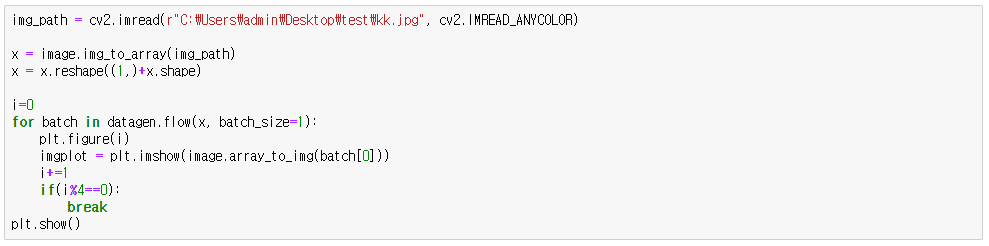 img_path = cv2.imread(r"C:₩Users₩admin₩Desktop₩test₩kk.jpg", cv2.IMREAD_ANYCOLOR)
x = image.img_to_array(img_path)
x = x.reshape((1,)+x.shape)
i=0
for batch in datagen.flow(x, batch_size=1):
    plt.figure(i)
    imgplot = plt.imshow(image.array_to_img(batch[0]))
    i+=1
    if(i%4==0):
        break
plt.show()